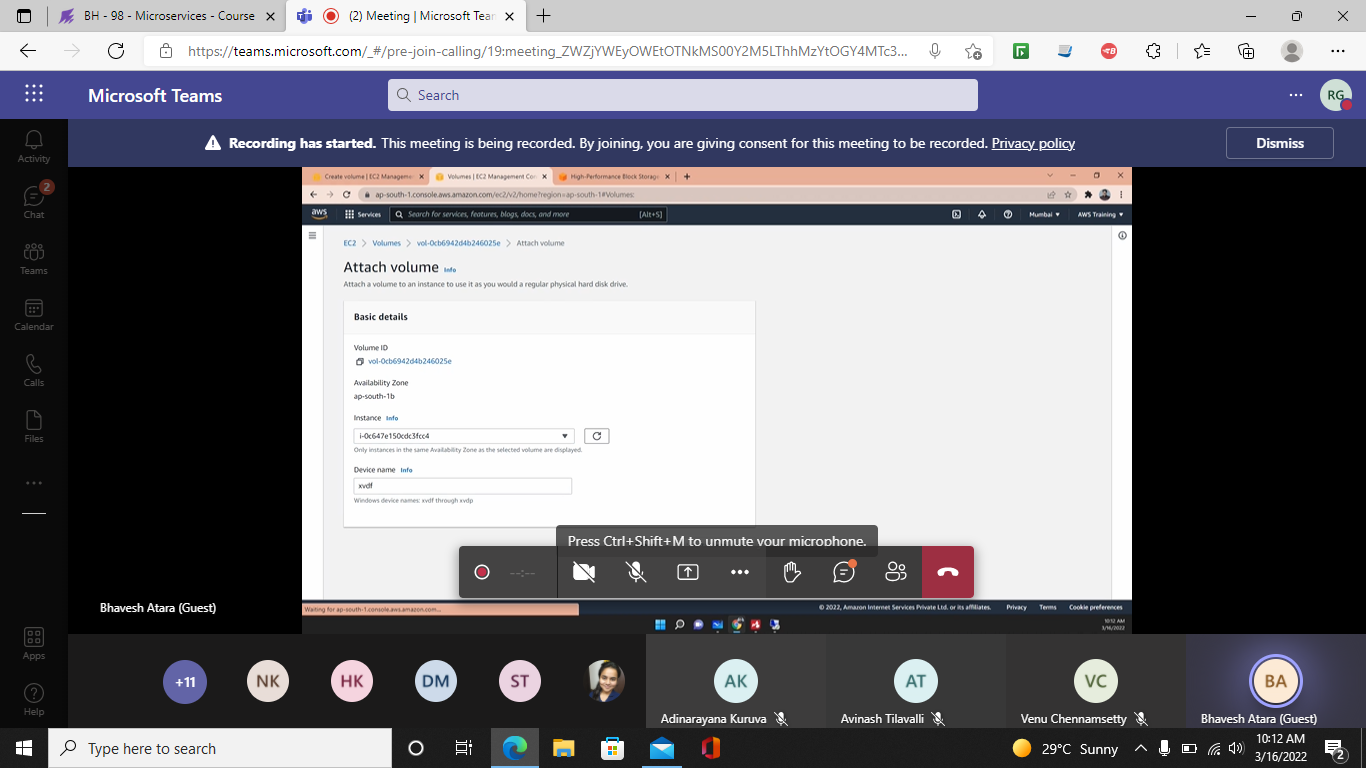 BH - 98 - Microservices - Course
(2) Meeting | Microsoft Tea
https://teams.microsoft.com/_#/pre-join-calling/19:meeting_ZWZjYWEyOWEtOTNkMS00Y2M5LThhMzYtOGY4MTc3...
Microsoft Teams
Search
RG
Recording has started. This meeting is being recorded. By joining, you are giving consent for this meeting to be recorded. Privacy policy
Dismiss
Activity
2
Chat
Teams
Calendar
Calls
Files
Apps
Help
Create volume | EC2 Managem
Volumes | EC2 Management Con
High-Performance Block Storage
ap-south-1.console.aws.amazon.com/ec2/v2/home?region=ap-south-1#Volumes:
aws
Services
Search for services, features, blogs, docs, and more
[Alt+S]
Mumbai
AWS Training
EC2 > Volumes > vol-0cb6942d4b246025e > Attach volume
Attach volume Info
Attach a volume to an instance to use it as you would a regular physical hard disk drive.
Basic details
Volume ID
vol-0cb6942d4b246025e
Availability Zone
ap-south-1b
Instance Info
i-0c647e150cdc3fcc4
Only instances in the same Availability Zone as the selected volume are displayed.
Device name Info
xvdf
Windows device names: xvdf through xvdp
Press Ctrl+Shift+M to unmute your microphone.
--:--
Waiting for ap-south-1.console.aws.amazon.com...
© 2022, Amazon Internet Services Private Ltd. or its affiliates.
Privacy
Terms
Cookie preferences
10:12 AM
3/16/2022
Bhavesh Atara (Guest)
+11
NK
HK
DM
ST
AK
Adinarayana Kuruva
AT
Avinash Tilavalli
VC
Venu Chennamsetty
BA
Bhavesh Atara (Guest)
Type here to search
29°C Sunny
10:12 AM
3/16/2022
2